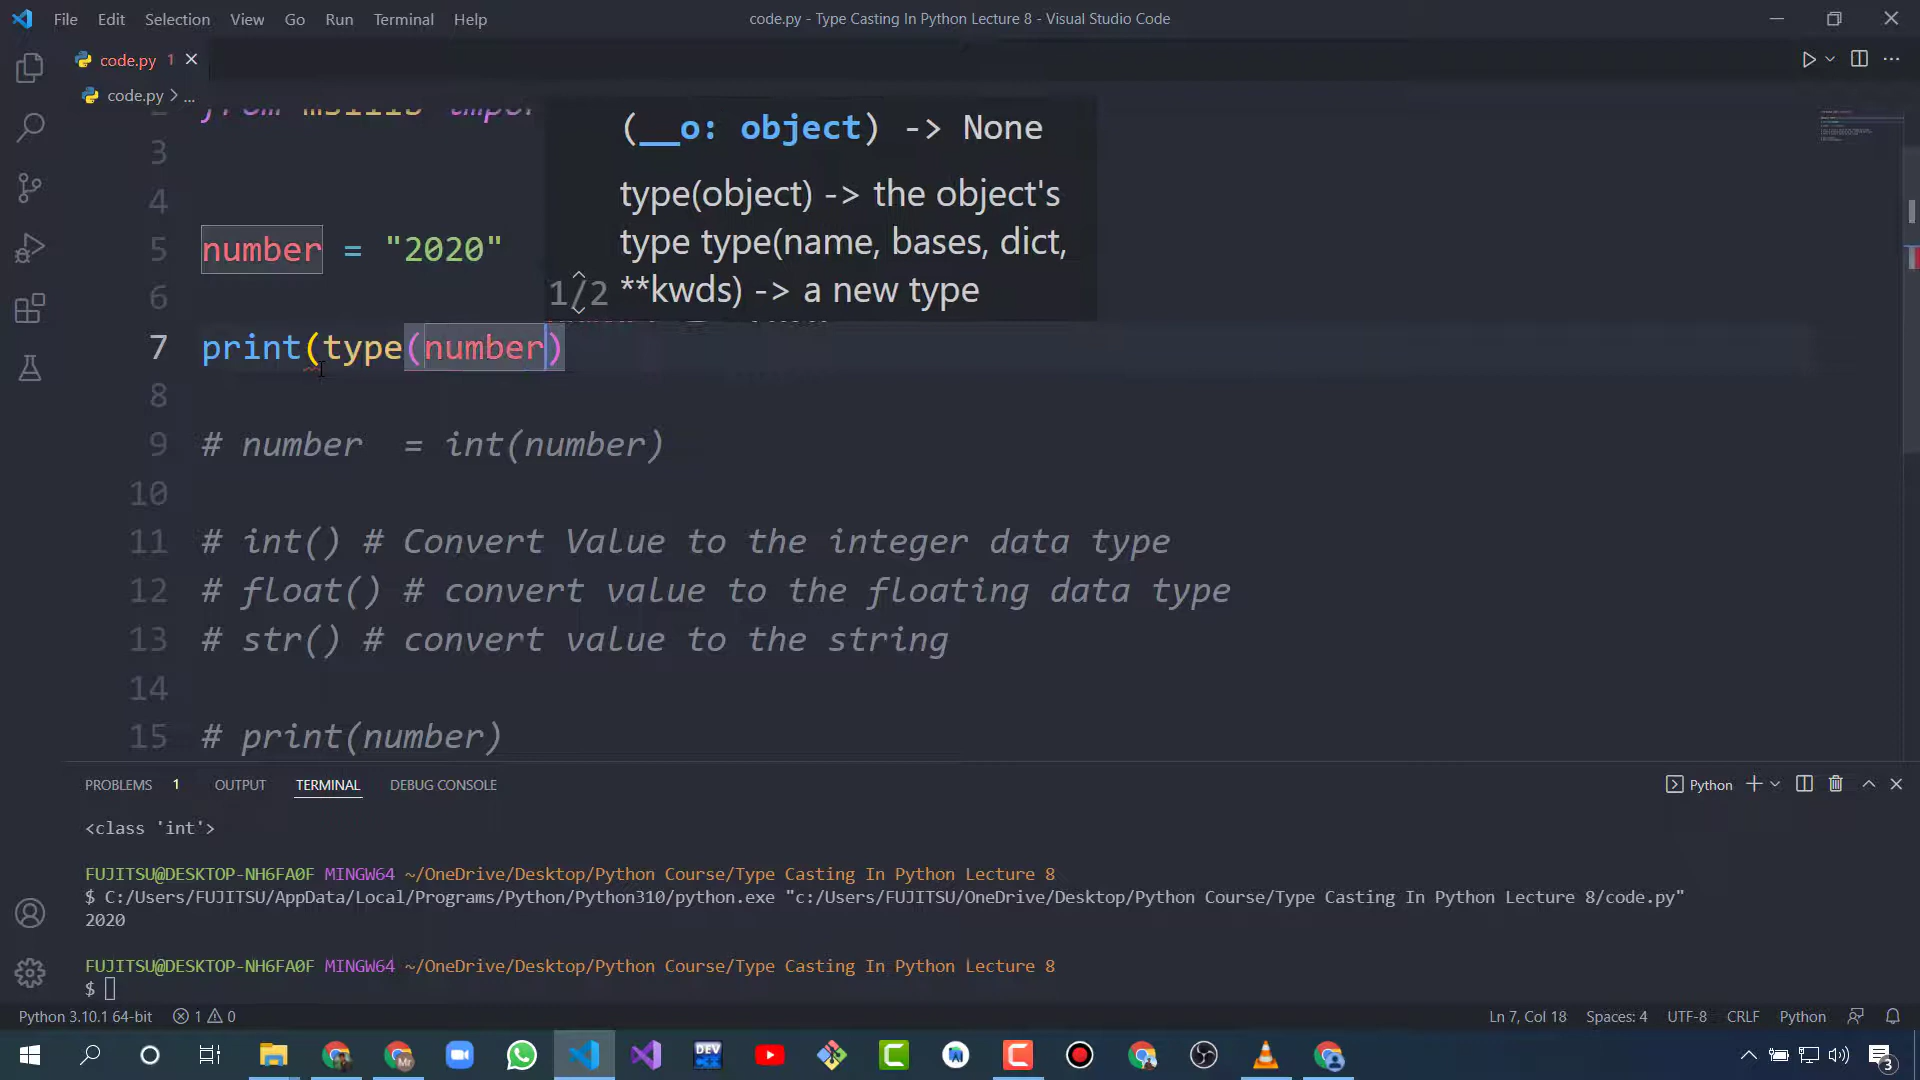 File Edit Selection View Go Run Terminal Help
code.py - Type Casting In Python Lecture 8 - Visual Studio Code
code.py 1
code.py > ...
3
4
5 number = "2020"
6
7 print(type(number)
8
9 # number  = int(number)
10
11 # int() # Convert Value to the integer data type
12 # float() # convert value to the floating data type
13 # str() # convert value to the string
14
15 # print(number)
(__o: object) -> None
type(object) -> the object's
type type(name, bases, dict,
1/2 **kwds) -> a new type
PROBLEMS 1 OUTPUT TERMINAL DEBUG CONSOLE
Python
<class 'int'>
FUJITSU@DESKTOP-NH6FA0F MINGW64 ~/OneDrive/Desktop/Python Course/Type Casting In Python Lecture 8
$ C:/Users/FUJITSU/AppData/Local/Programs/Python/Python310/python.exe "c:/Users/FUJITSU/OneDrive/Desktop/Python Course/Type Casting In Python Lecture 8/code.py"
2020
FUJITSU@DESKTOP-NH6FA0F MINGW64 ~/OneDrive/Desktop/Python Course/Type Casting In Python Lecture 8
$
Python 3.10.1 64-bit 1 0
Ln 7, Col 18 Spaces: 4 UTF-8 CRLF Python
DEV
3